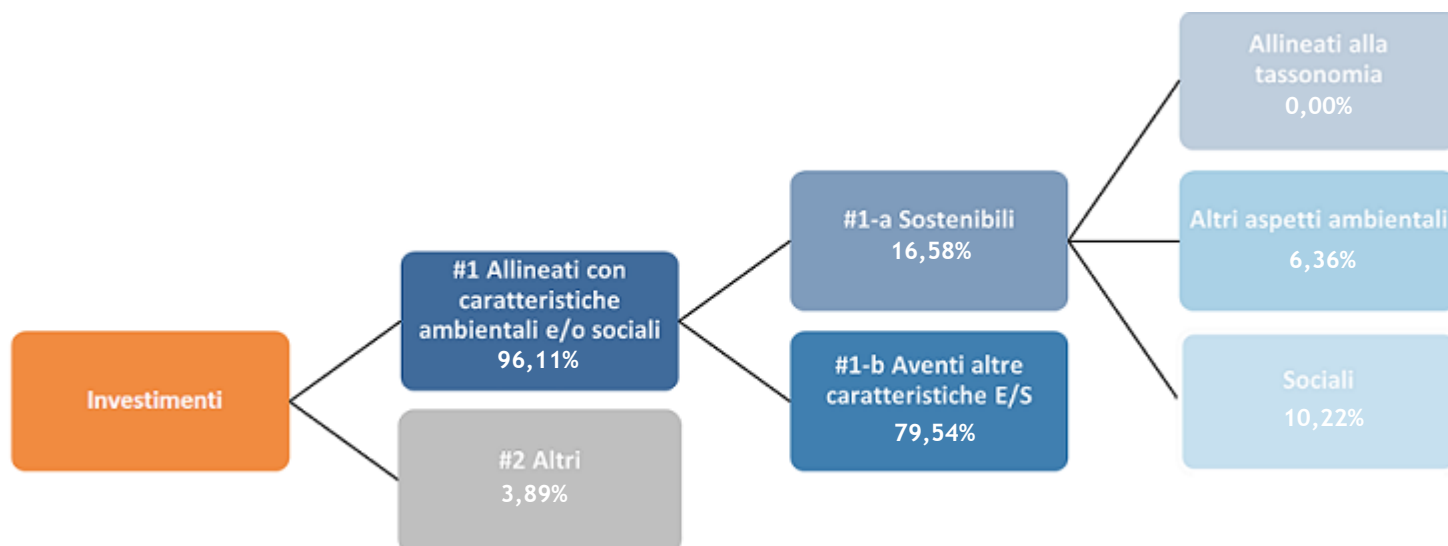 Investimenti
#1 Allineati con
caratteristiche
ambientali e/o sociali
96,11%
#2 Altri
3,89%
#1-a Sostenibili
16,58%
#1-b Aventi altre
caratteristiche E/S
79,54%
Allineati alla
tassonomia
0,00%
Altri aspetti ambientali
6,36%
Sociali
10,22%